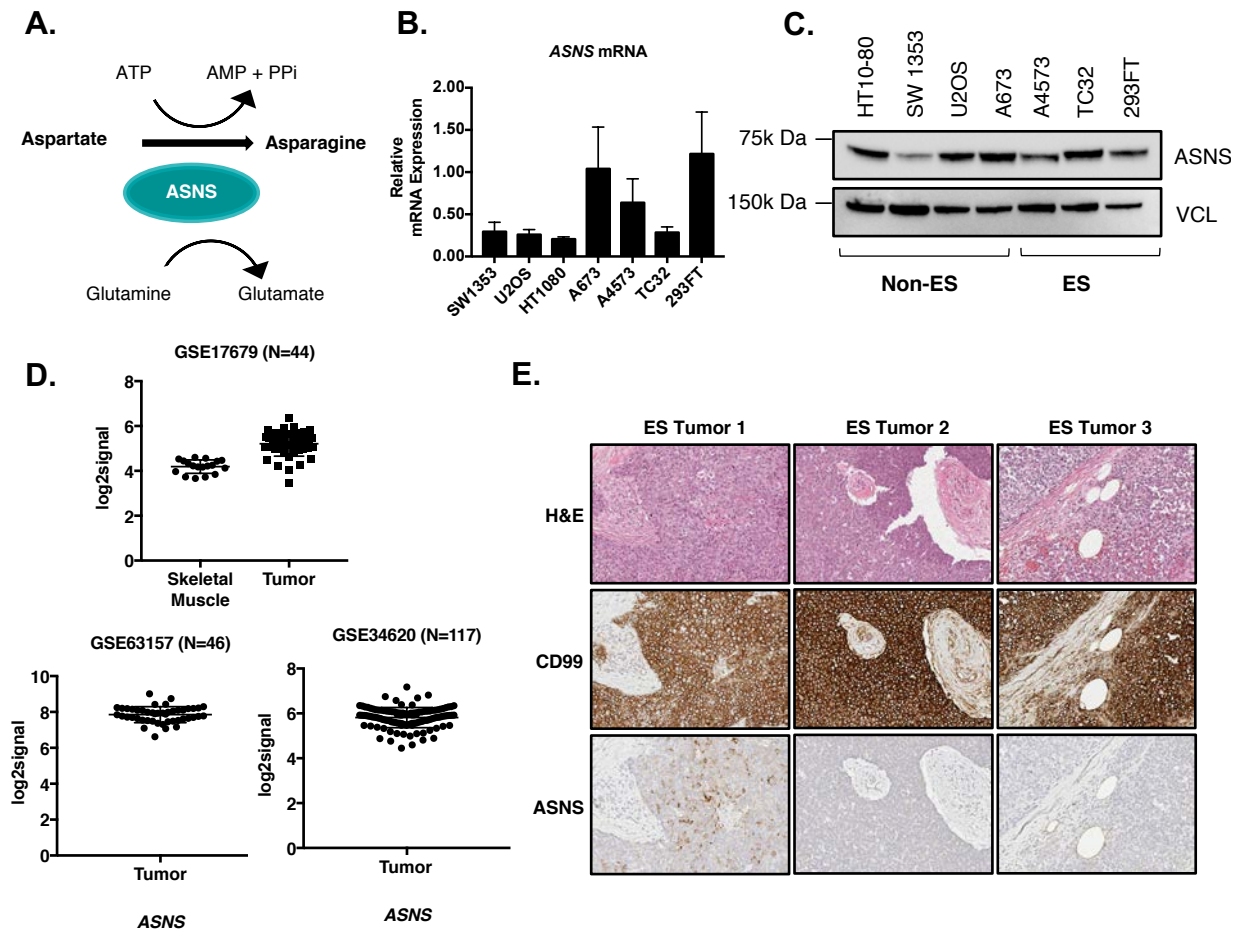 A.
ATP
AMP + PPi
Aspartate
Asparagine
ASNS
Glutamine
Glutamate
B.
ASNS mRNA
Relative
mRNA Expression
2.00
1.50
1.00
0.50
0.00
SW1353
U2OS
HT1080
A673
A4573
TC32
293FT
C.
HT10-80
SW 1353
U2OS
A673
A4573
TC32
293FT
75k Da
ASNS
150k Da
VCL
Non-ES
ES
D.
GSE17679 (N=44)
log2signal
8
6
4
2
0
Skeletal
Muscle
Tumor
GSE63157 (N=46)
log2signal
10
8
6
4
2
0
Tumor
ASNS
GSE34620 (N=117)
log2signal
8
6
4
2
0
Tumor
ASNS
E.
ES Tumor 1
ES Tumor 2
ES Tumor 3
H&E
CD99
ASNS